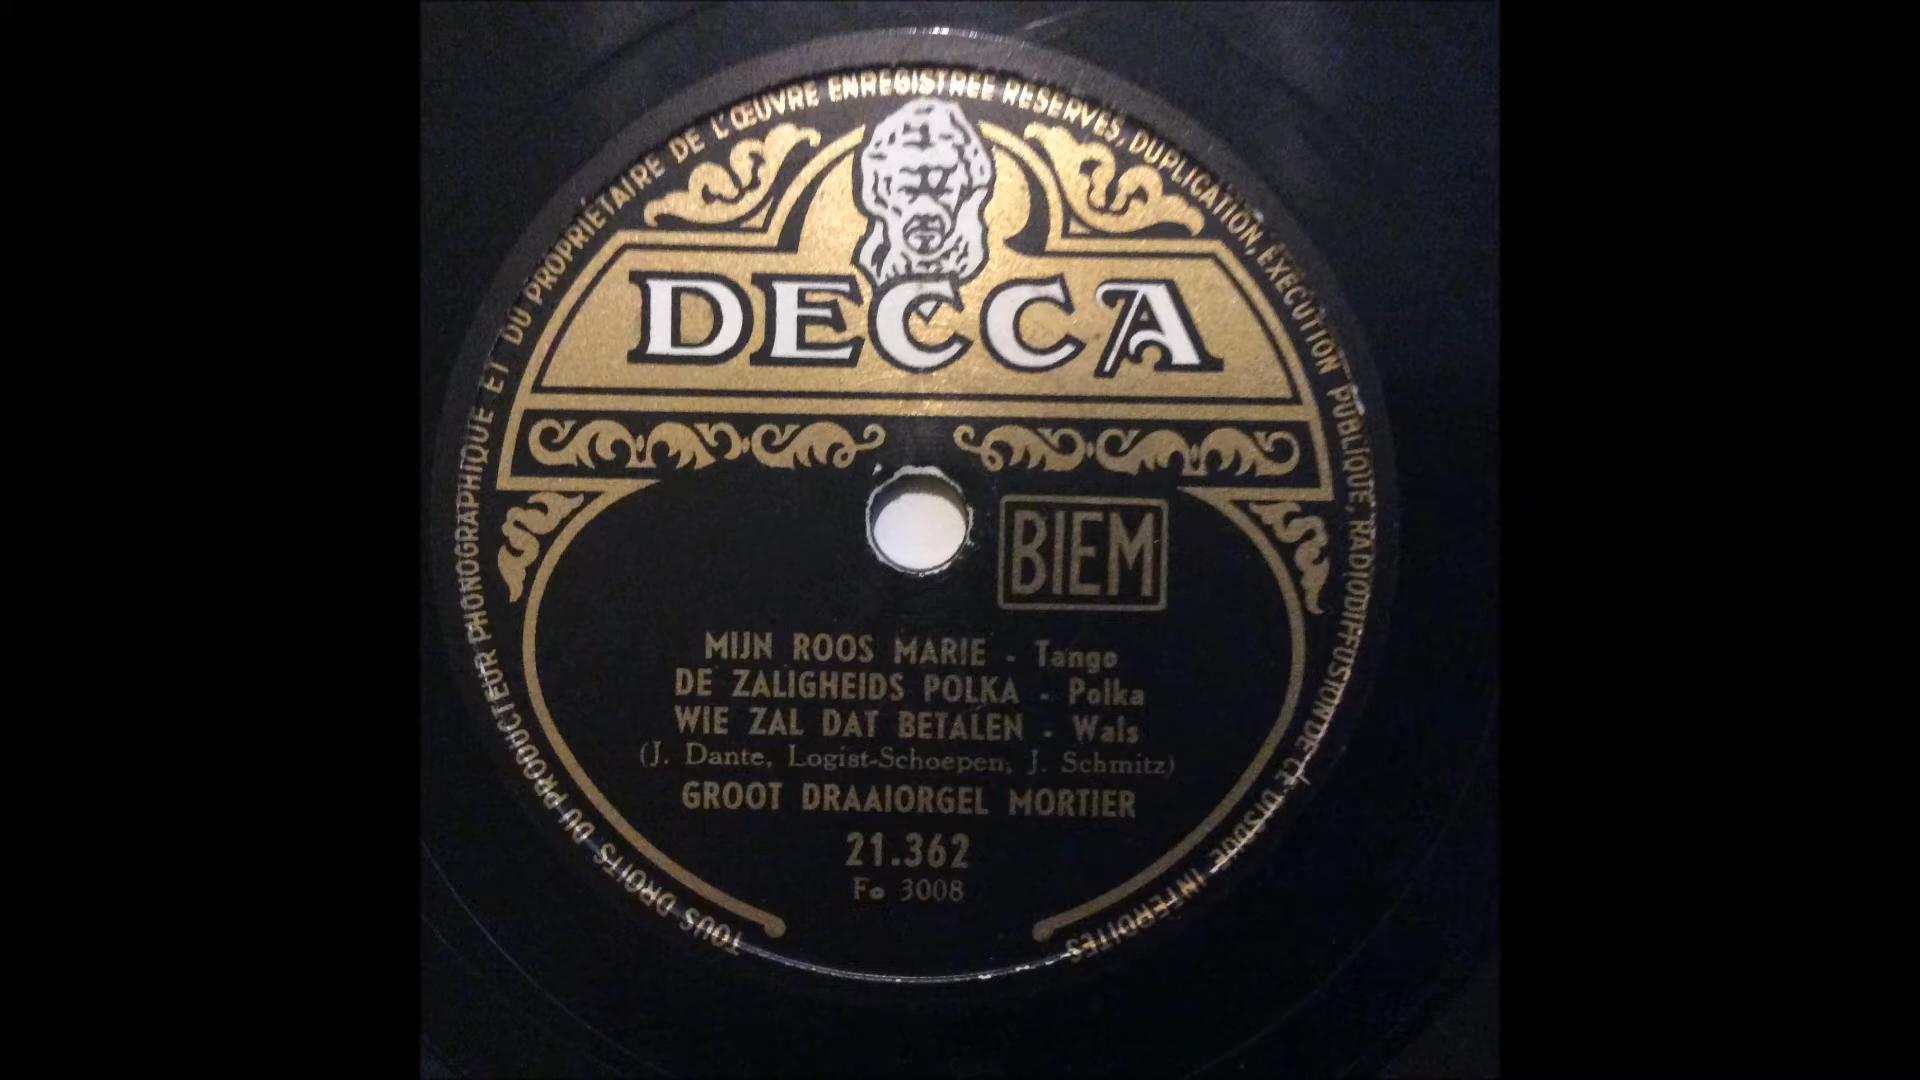 TOUS DROITS DU PRODUCTEUR PHONOGRAPHIQUE ET DU PROPRIÉTAIRE DE L'ŒUVRE ENREGISTRÉE RÉSERVÉS, DUPLICATION, EXÉCUTION PUBLIQUE, RADIODIFFUSION DE CE DISQUE INTERDITES
DECCA
BIEM
MIJN ROOS MARIE - Tango
DE ZALIGHEIDS POLKA - Polka
WIE ZAL DAT BETALEN - Wals
(J. Dante, Logist-Schoepen, J. Schmitz)
GROOT DRAAIORGEL MORTIER
21.362
Fo 3008